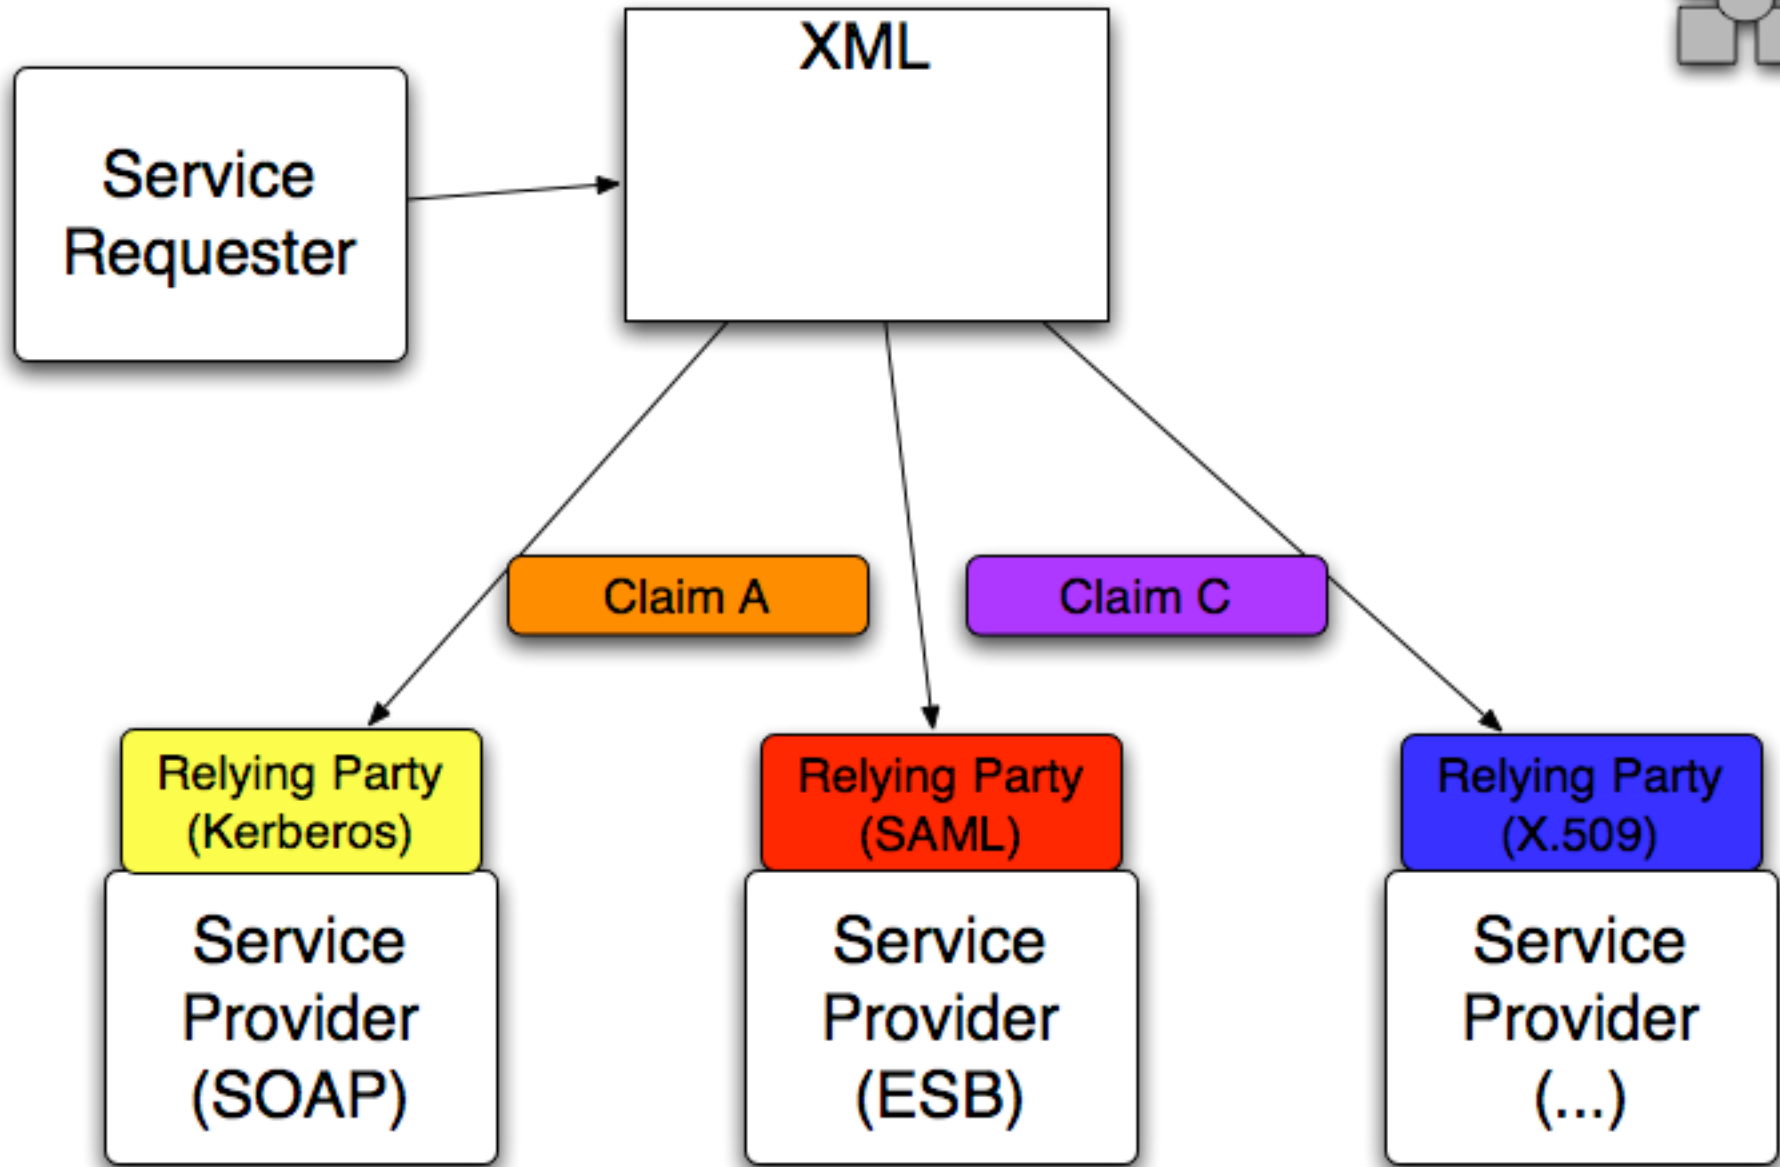 XML
Service
Requester
Claim A
Claim C
Relying Party
(Kerberos)
Relying Party
(SAML)
Relying Party
(X.509)
Service
Provider
(SOAP)
Service
Provider
(ESB)
Service
Provider
(...)